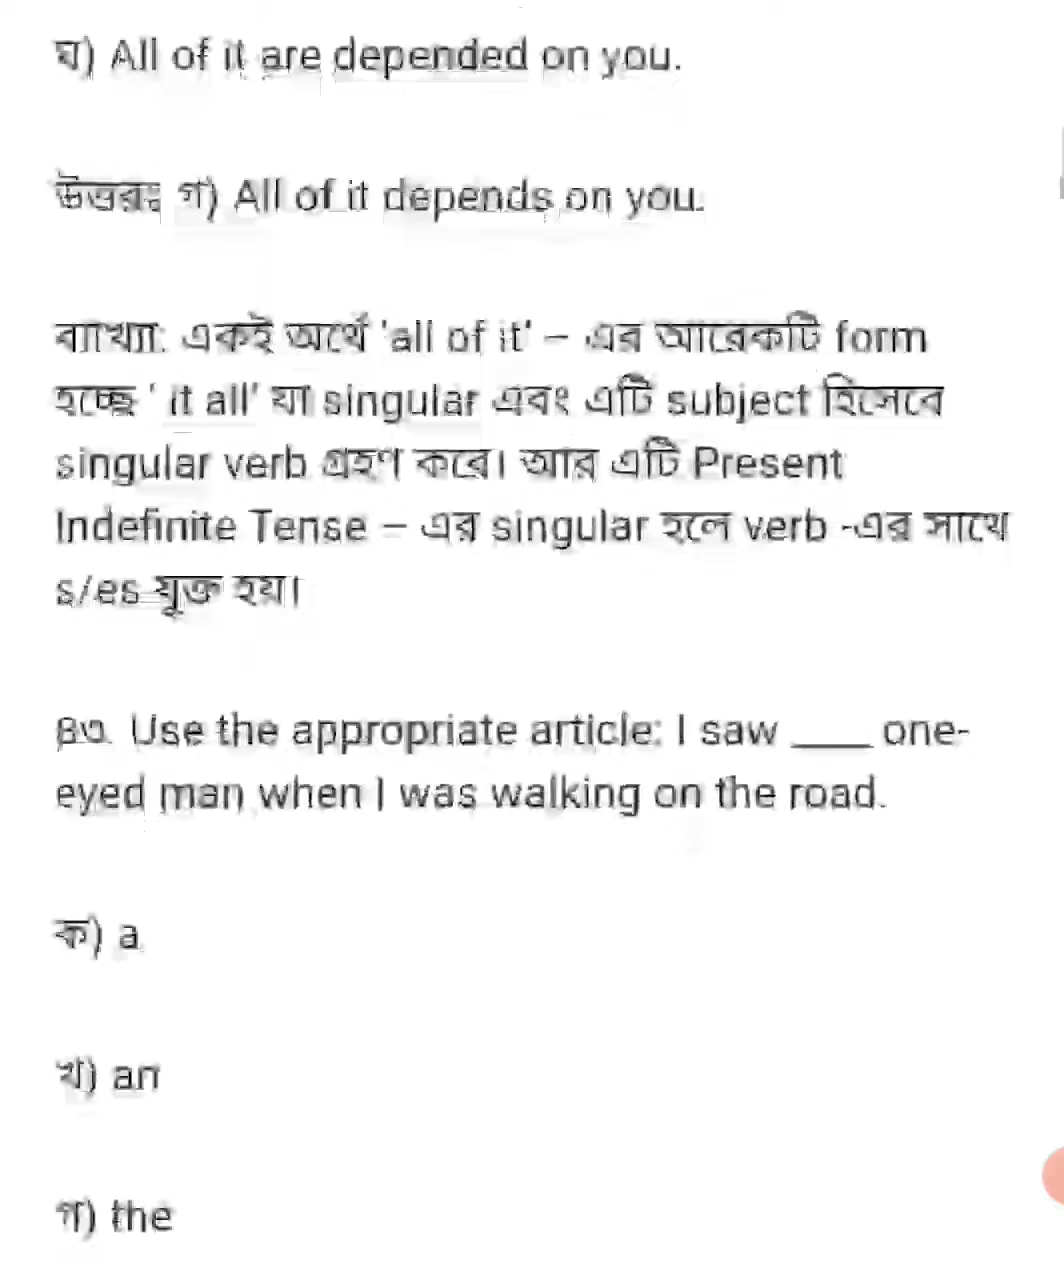 ঘ) All of it are depended on you.
উত্তরঃ গ) All of it depends on you.
ব্যাখ্যা: একই অর্থে 'all of it' – এর আরেকটি form
হচ্ছে ' it all' যা singular এবং এটি subject হিসেবে
singular verb গ্রহণ করে। আর এটি Present
Indefinite Tense – এর singular হলে verb -এর সাথে
s/es যুক্ত হয়।
৪৩. Use the appropriate article: I saw ____ one-
eyed man when I was walking on the road.
ক) a
খ) an
গ) the